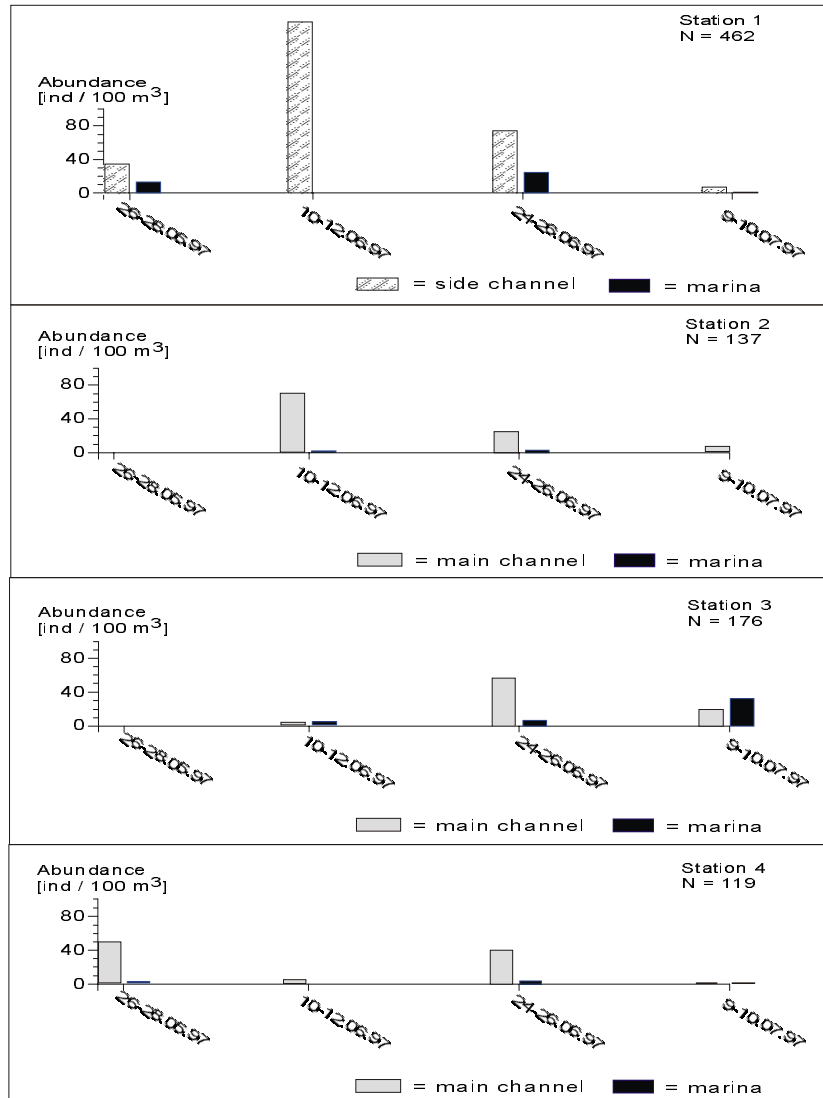 Station 1
N = 462
Abundance
[ind / 100 m³]
80
40
0
26-28.06.97
10-12.06.97
24-26.06.97
9-10.07.97
= side channel = marina
Station 2
N = 137
Abundance
[ind / 100 m³]
80
40
0
26-28.06.97
10-12.06.97
24-26.06.97
9-10.07.97
= main channel = marina
Station 3
N = 176
Abundance
[ind / 100 m³]
80
40
0
26-28.06.97
10-12.06.97
24-26.06.97
9-10.07.97
= main channel = marina
Station 4
N = 119
Abundance
[ind / 100 m³]
80
40
0
26-28.06.97
10-12.06.97
24-26.06.97
9-10.07.97
= main channel = marina